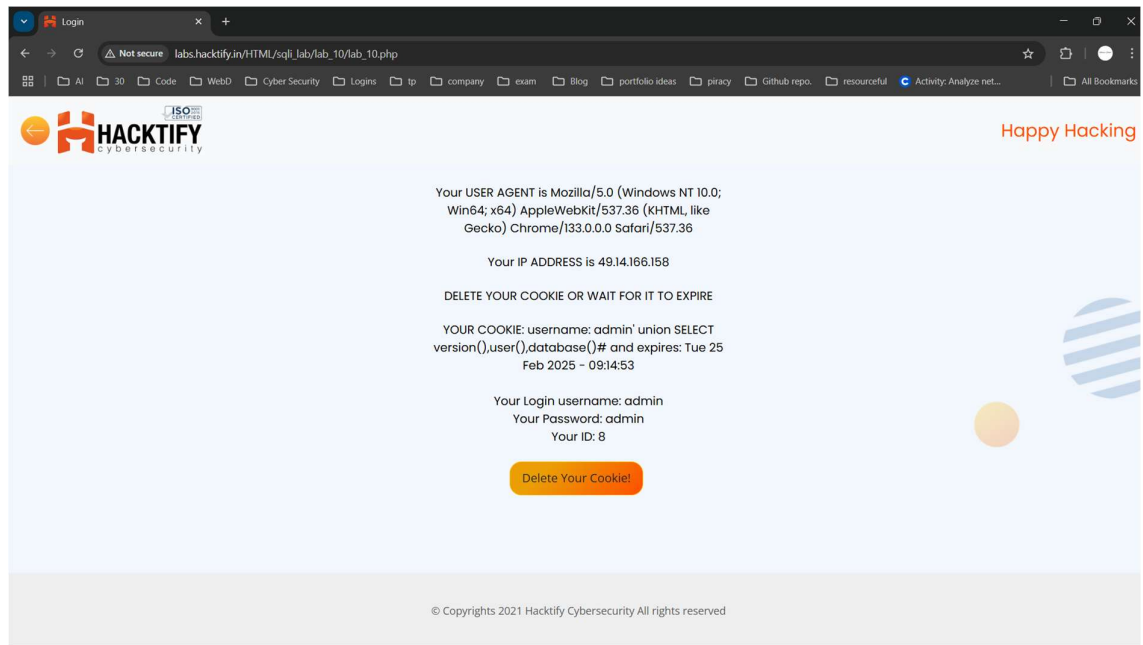 Login
Not secure labs.hacktify.in/HTML/sqli_lab/lab_10/lab_10.php
AI 30 Code WebD Cyber Security Logins tp company exam Blog portfolio ideas piracy Github repo. resourceful Activity: Analyze net... All Bookmarks
ISO
CERTIFIED
HACKTIFY
cybersecurity
Happy Hacking
Your USER AGENT is Mozilla/5.0 (Windows NT 10.0;
Win64; x64) AppleWebKit/537.36 (KHTML, like
Gecko) Chrome/133.0.0.0 Safari/537.36
Your IP ADDRESS is 49.14.166.158
DELETE YOUR COOKIE OR WAIT FOR IT TO EXPIRE
YOUR COOKIE: username: admin' union SELECT
version(),user(),database()# and expires: Tue 25
Feb 2025 - 09:14:53
Your Login username: admin
Your Password: admin
Your ID: 8
Delete Your Cookie!
© Copyrights 2021 Hacktify Cybersecurity All rights reserved